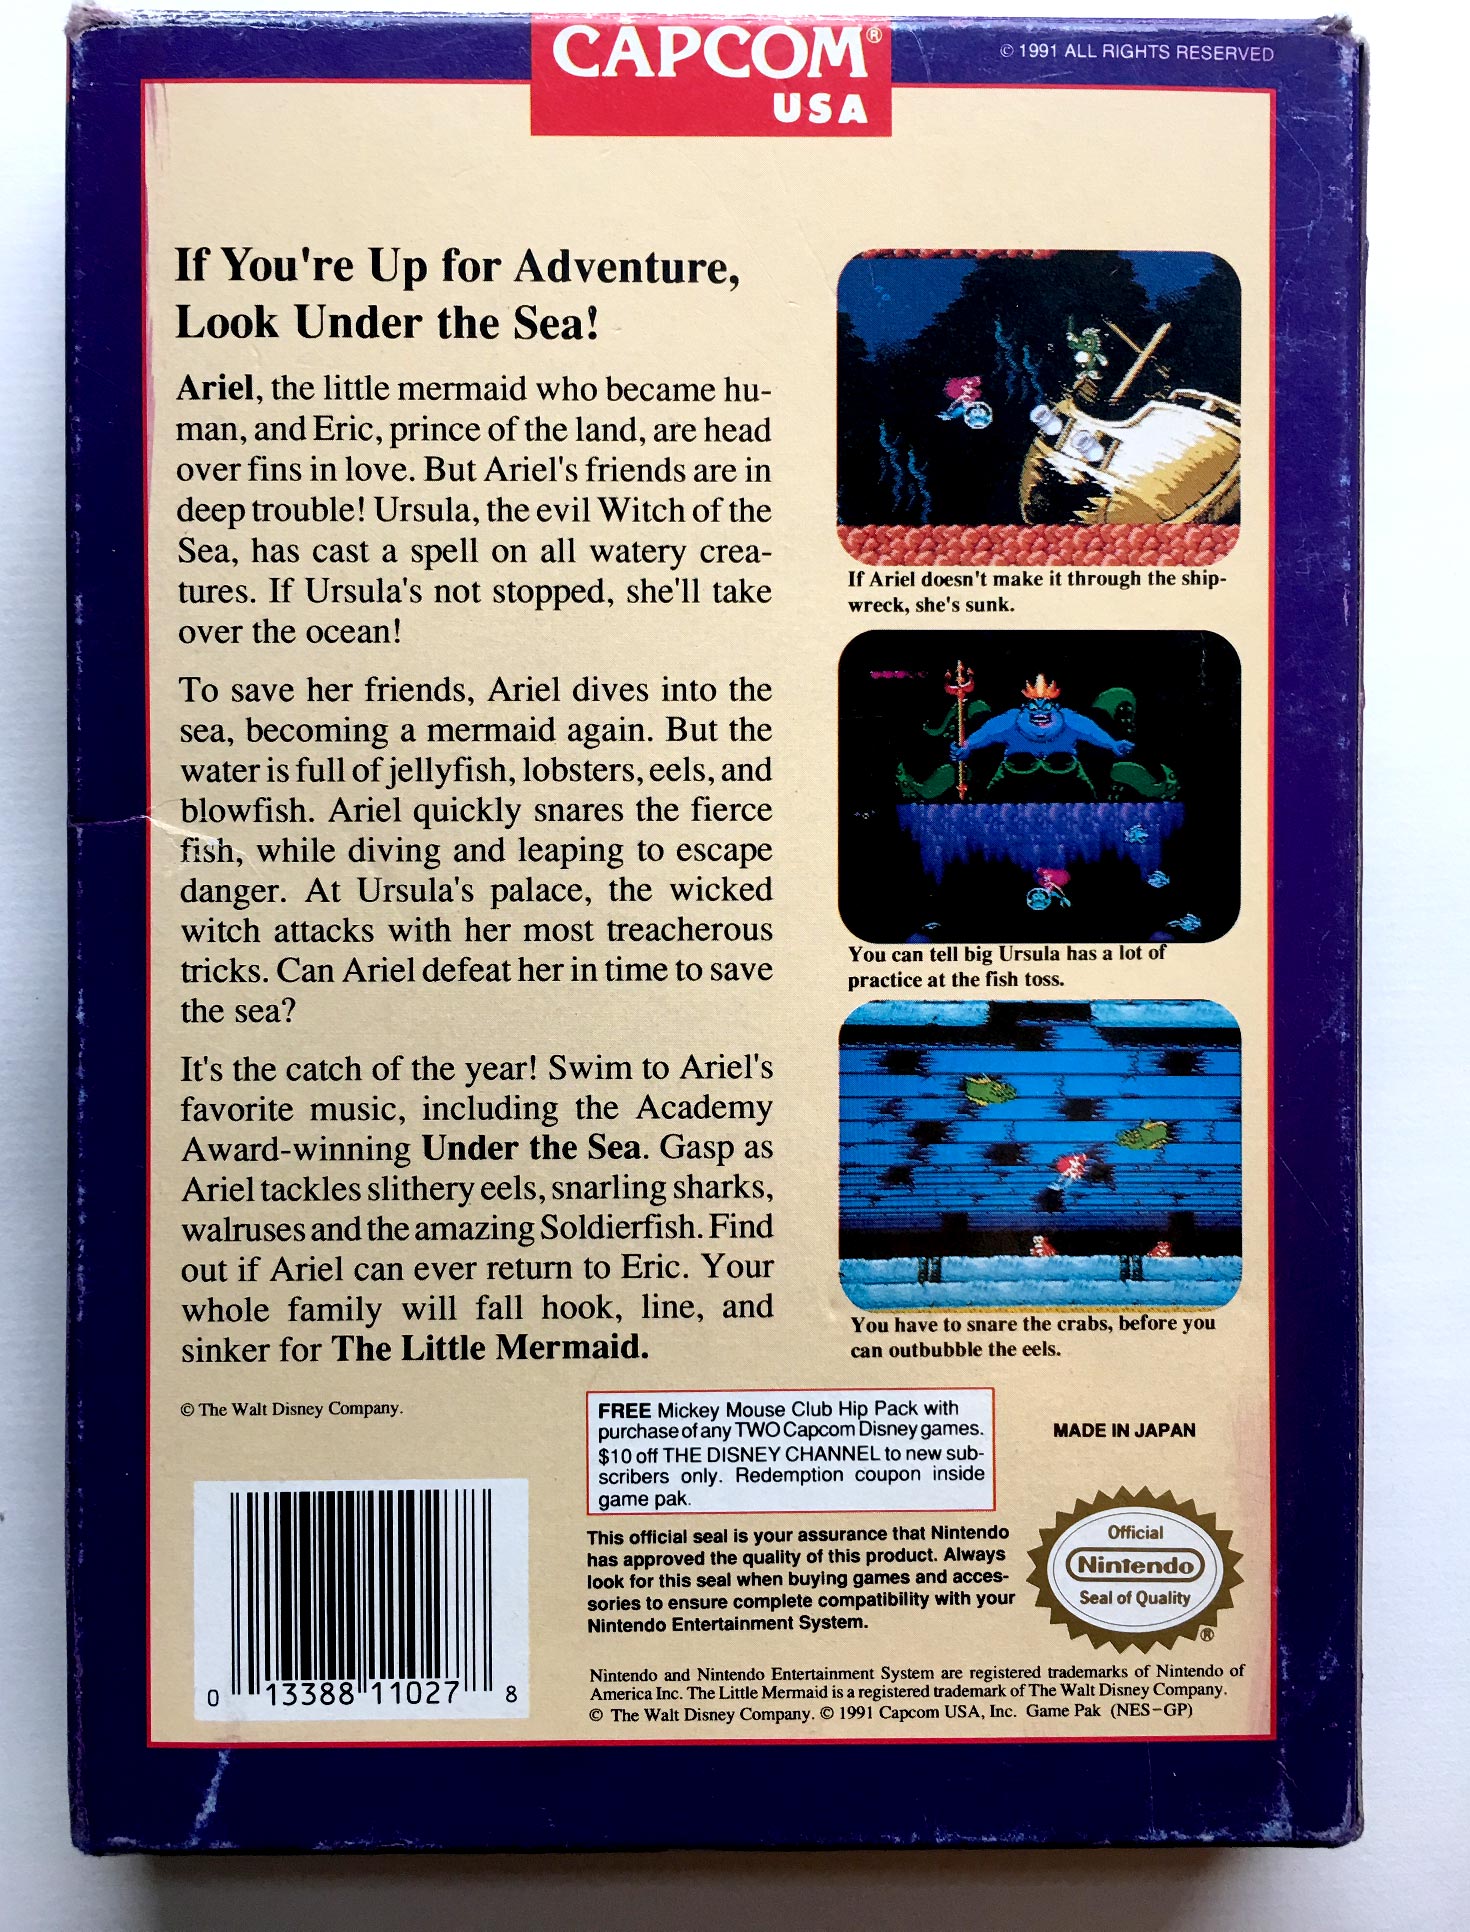 CAPCOM®
USA
© 1991 ALL RIGHTS RESERVED
If You're Up for Adventure,
Look Under the Sea!
Ariel, the little mermaid who became hu-
man, and Eric, prince of the land, are head
over fins in love. But Ariel's friends are in
deep trouble! Ursula, the evil Witch of the
Sea, has cast a spell on all watery crea-
tures. If Ursula's not stopped, she'll take
over the ocean!
To save her friends, Ariel dives into the
sea, becoming a mermaid again. But the
water is full of jellyfish, lobsters, eels, and
blowfish. Ariel quickly snares the fierce
fish, while diving and leaping to escape
danger. At Ursula's palace, the wicked
witch attacks with her most treacherous
tricks. Can Ariel defeat her in time to save
the sea?
It's the catch of the year! Swim to Ariel's
favorite music, including the Academy
Award-winning Under the Sea. Gasp as
Ariel tackles slithery eels, snarling sharks,
walruses and the amazing Soldierfish. Find
out if Ariel can ever return to Eric. Your
whole family will fall hook, line, and
sinker for The Little Mermaid.
If Ariel doesn't make it through the ship-
wreck, she's sunk.
You can tell big Ursula has a lot of
practice at the fish toss.
You have to snare the crabs, before you
can outbubble the eels.
© The Walt Disney Company.
FREE Mickey Mouse Club Hip Pack with
purchase of any TWO Capcom Disney games.
$10 off THE DISNEY CHANNEL to new sub-
scribers only. Redemption coupon inside
game pak.
MADE IN JAPAN
This official seal is your assurance that Nintendo
has approved the quality of this product. Always
look for this seal when buying games and acces-
sories to ensure complete compatibility with your
Nintendo Entertainment System.
Official
Nintendo
Seal of Quality
®
0 13388 11027 8
Nintendo and Nintendo Entertainment System are registered trademarks of Nintendo of
America Inc. The Little Mermaid is a registered trademark of The Walt Disney Company.
© The Walt Disney Company. © 1991 Capcom USA, Inc. Game Pak (NES-GP)